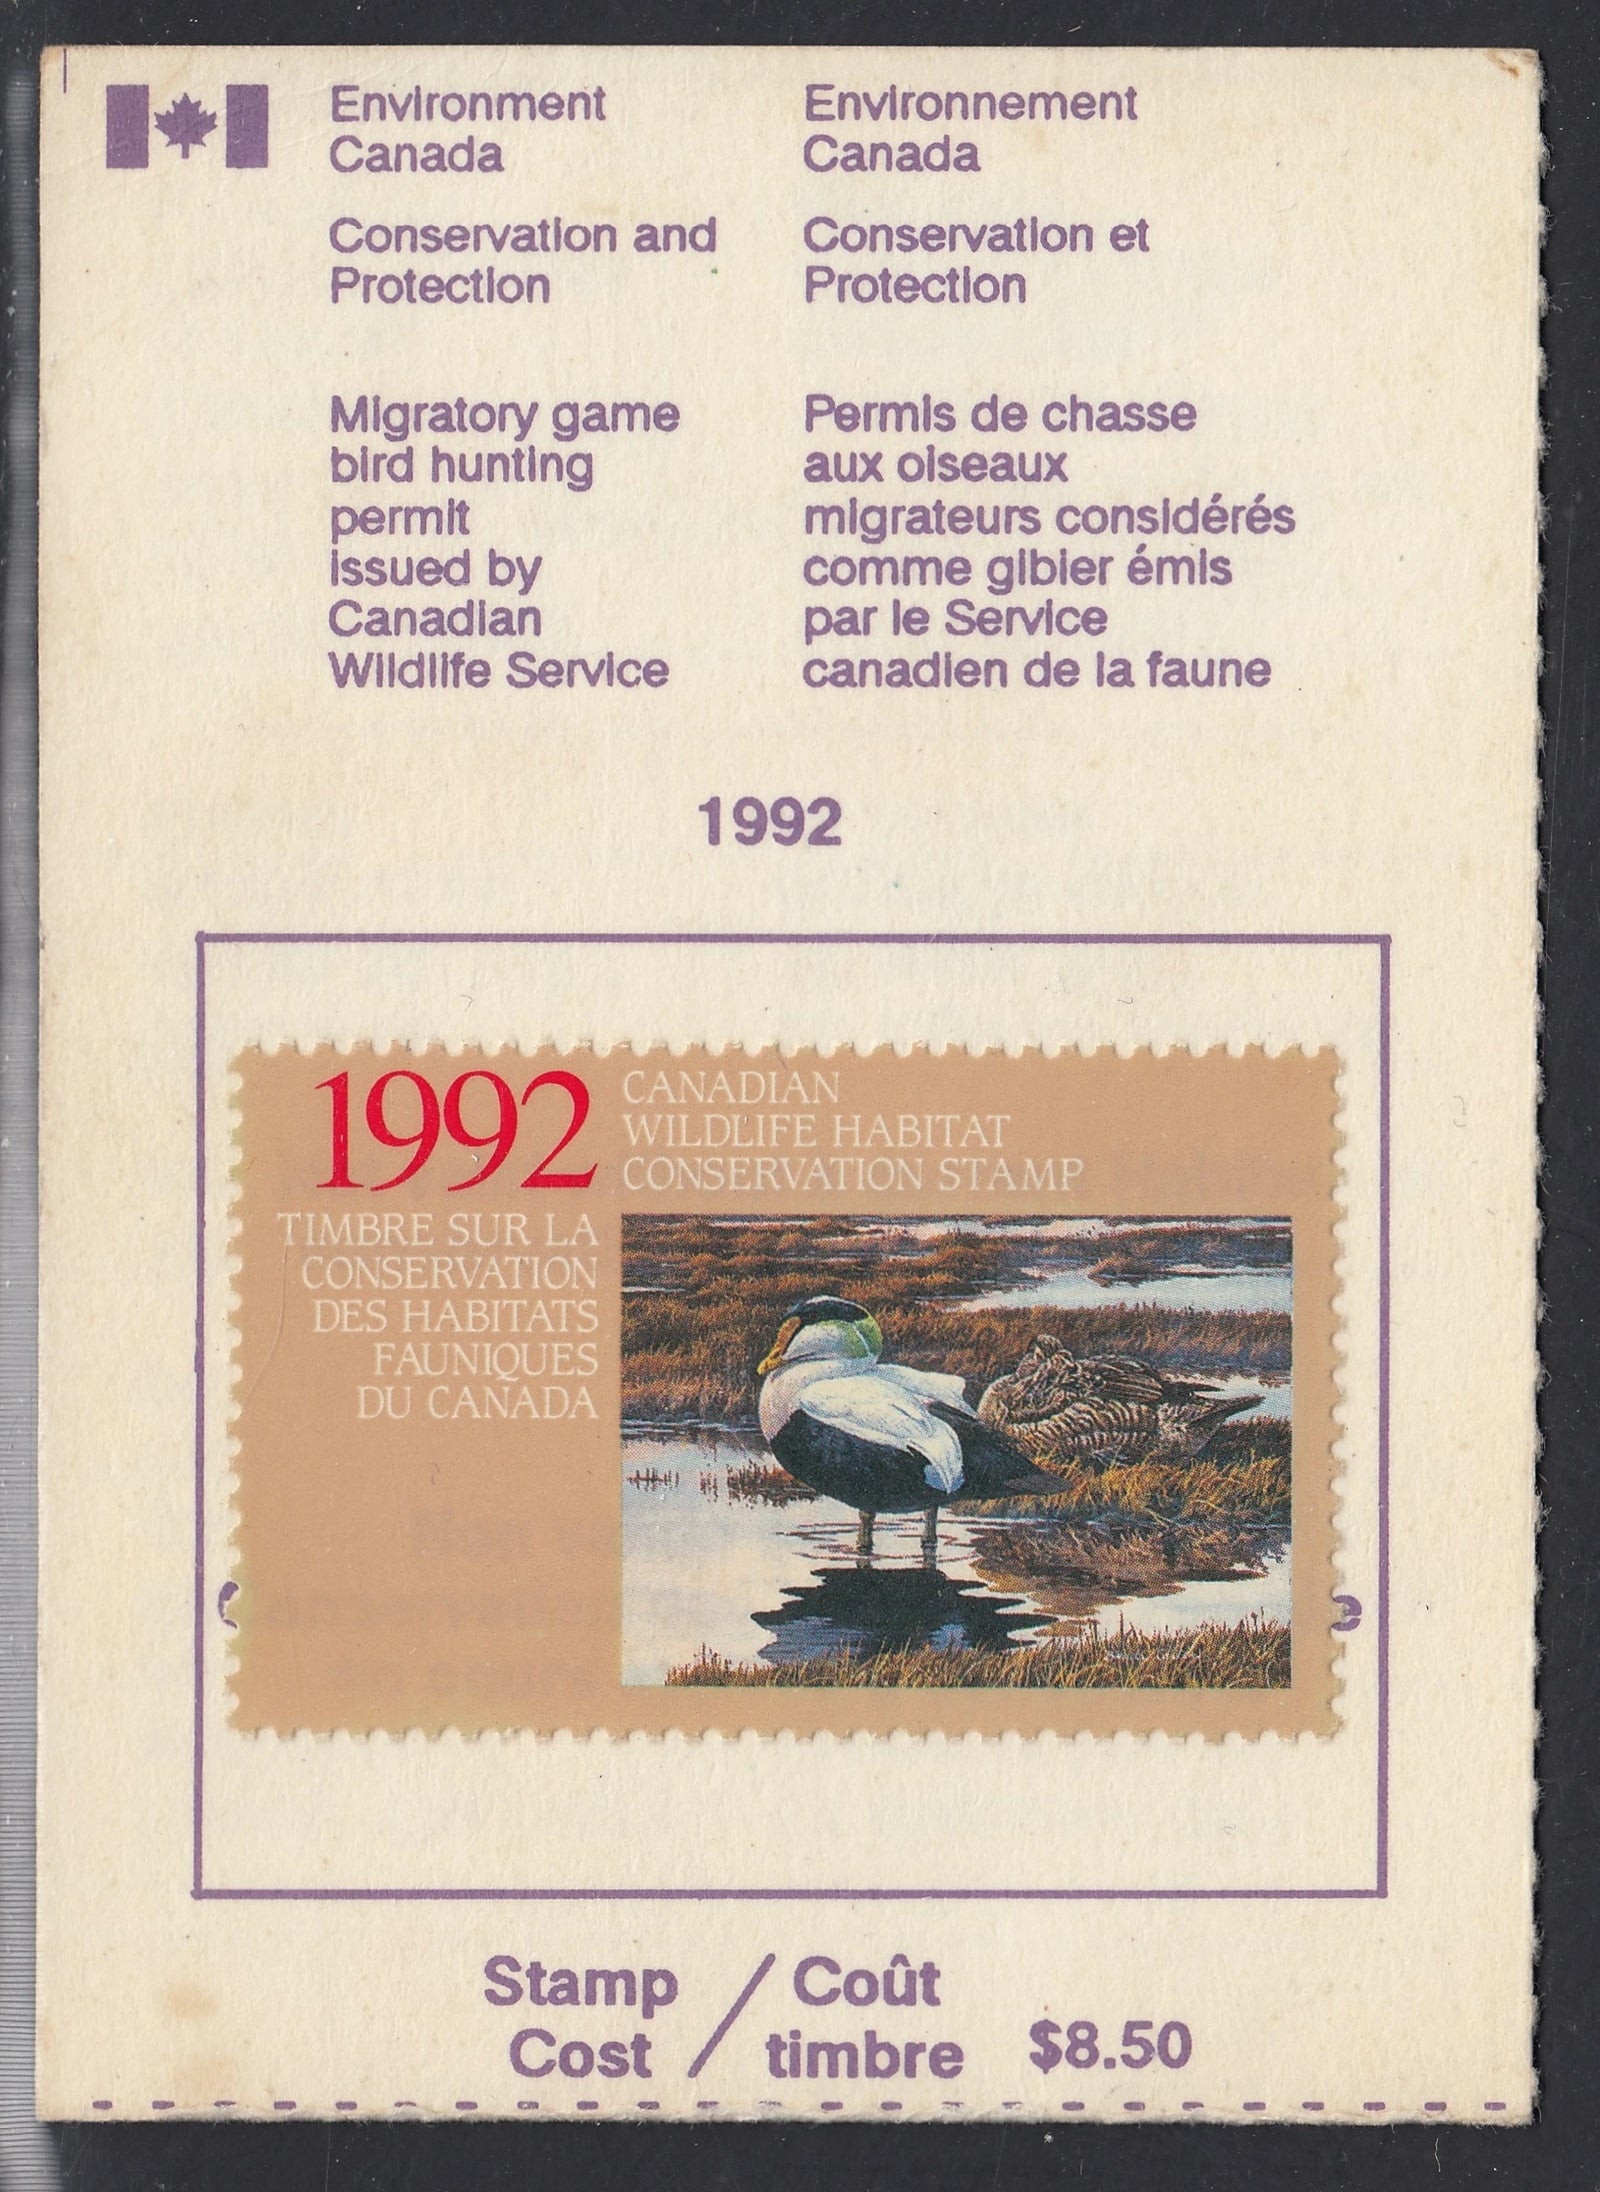 Environment
Canada
Environnement
Canada
Conservation and
Protection
Conservation et
Protection
Migratory game
bird hunting
permit
issued by
Canadian
Wildlife Service
Permis de chasse
aux oiseaux
migrateurs considérés
comme gibier émis
par le Service
canadien de la faune
1992
1992
CANADIAN
WILDLIFE HABITAT
CONSERVATION STAMP
TIMBRE SUR LA
CONSERVATION
DES HABITATS
FAUNIQUES
DU CANADA
Stamp / Coût
Cost / timbre $8.50